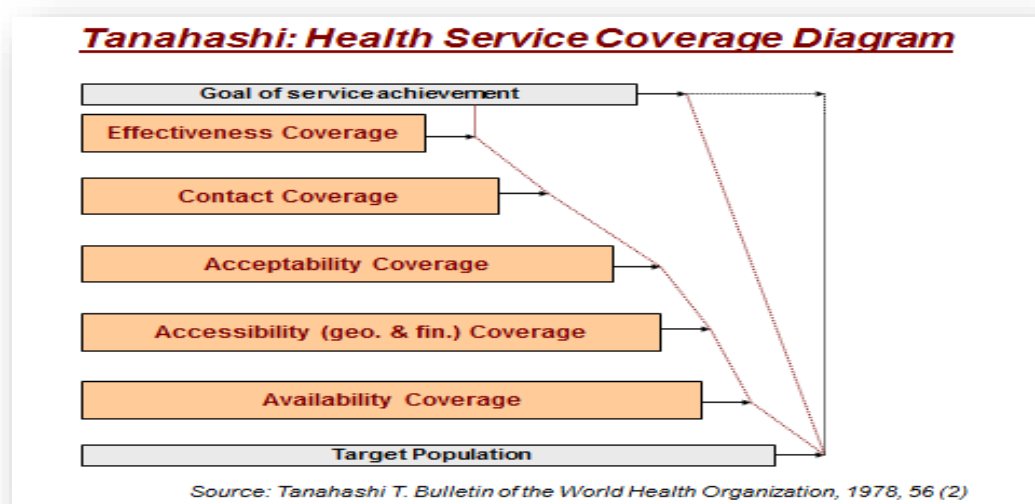 Tanahashi: Health Service Coverage Diagram
Goal of service achievement
Effectiveness Coverage
Contact Coverage
Acceptability Coverage
Accessibility (geo. & fin.) Coverage
Availability Coverage
Target Population
Source: Tanahashi T. Bulletin of the World Health Organization, 1978, 56 (2)